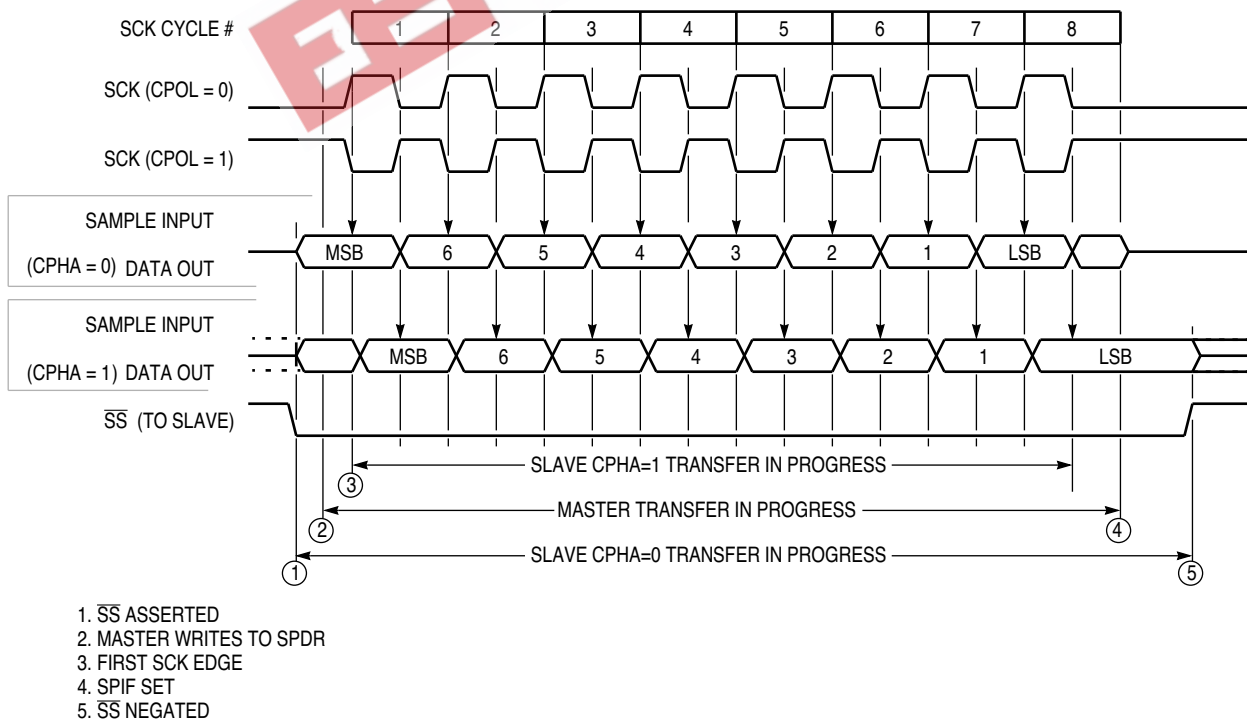 SCK CYCLE # 1 2 3 4 5 6 7 8
SCK (CPOL = 0)
SCK (CPOL = 1)
SAMPLE INPUT
(CPHA = 0) DATA OUT MSB 6 5 4 3 2 1 LSB
SAMPLE INPUT
(CPHA = 1) DATA OUT MSB 6 5 4 3 2 1 LSB
SS (TO SLAVE)
SLAVE CPHA=1 TRANSFER IN PROGRESS
3
MASTER TRANSFER IN PROGRESS
2 4
SLAVE CPHA=0 TRANSFER IN PROGRESS
1 5
1. SS ASSERTED
2. MASTER WRITES TO SPDR
3. FIRST SCK EDGE
4. SPIF SET
5. SS NEGATED